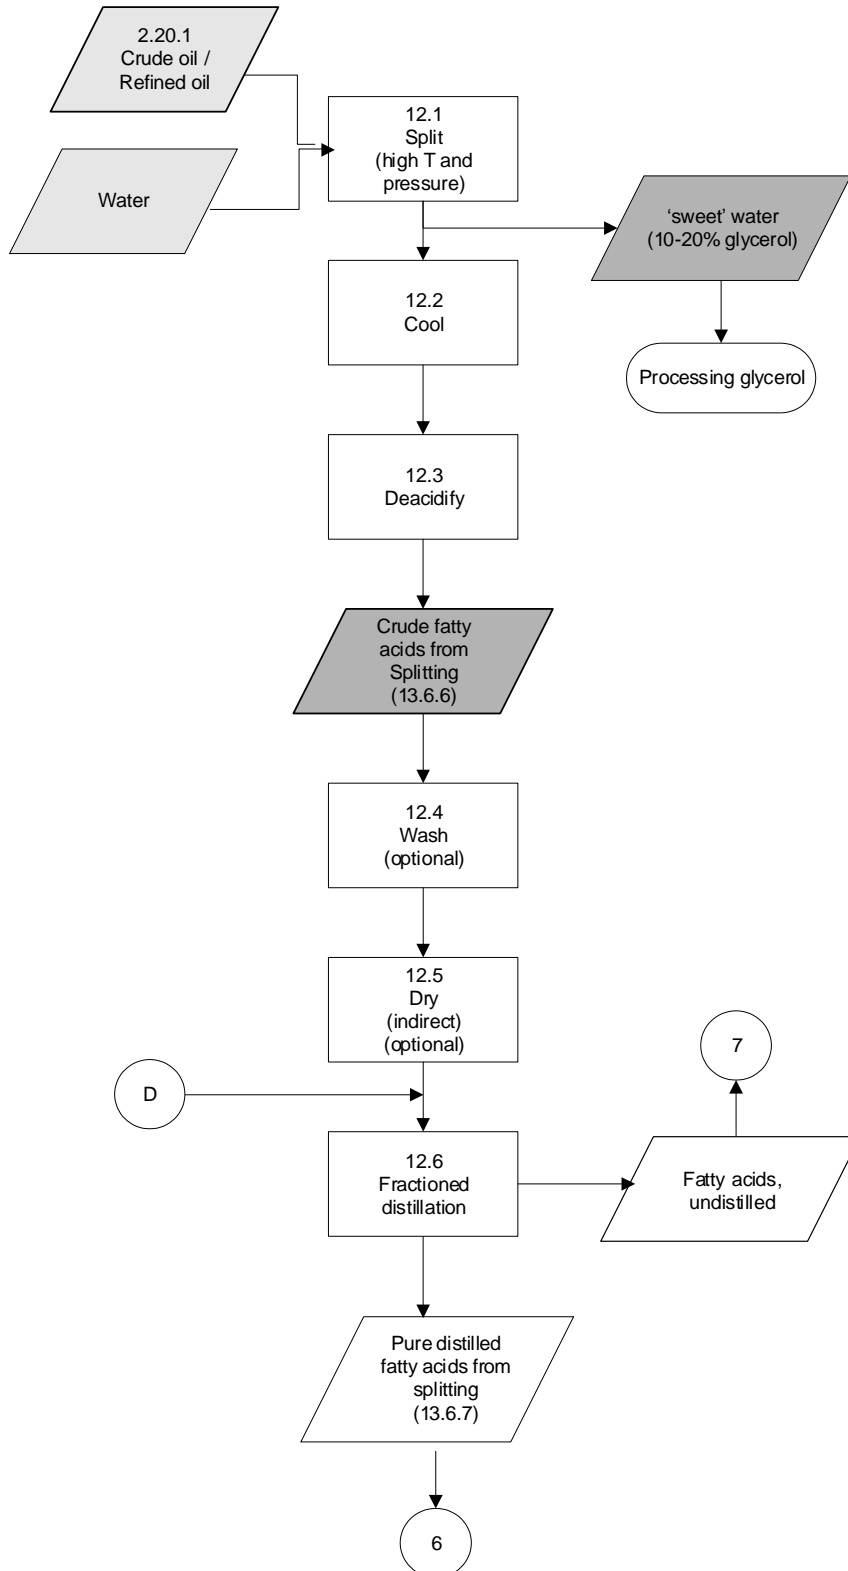 2.20.1
Crude oil /
Refined oil
12.1
Split
(high T and
pressure)
Water
'sweet' water
(10-20% glycerol)
12.2
Cool
Processing glycerol
12.3
Deacidify
Crude fatty
acids from
Splitting
(13.6.6)
12.4
Wash
(optional)
12.5
Dry
(indirect)
(optional)
7
D
12.6
Fractioned
distillation
Fatty acids,
undistilled
Pure distilled
fatty acids from
splitting
(13.6.7)
6